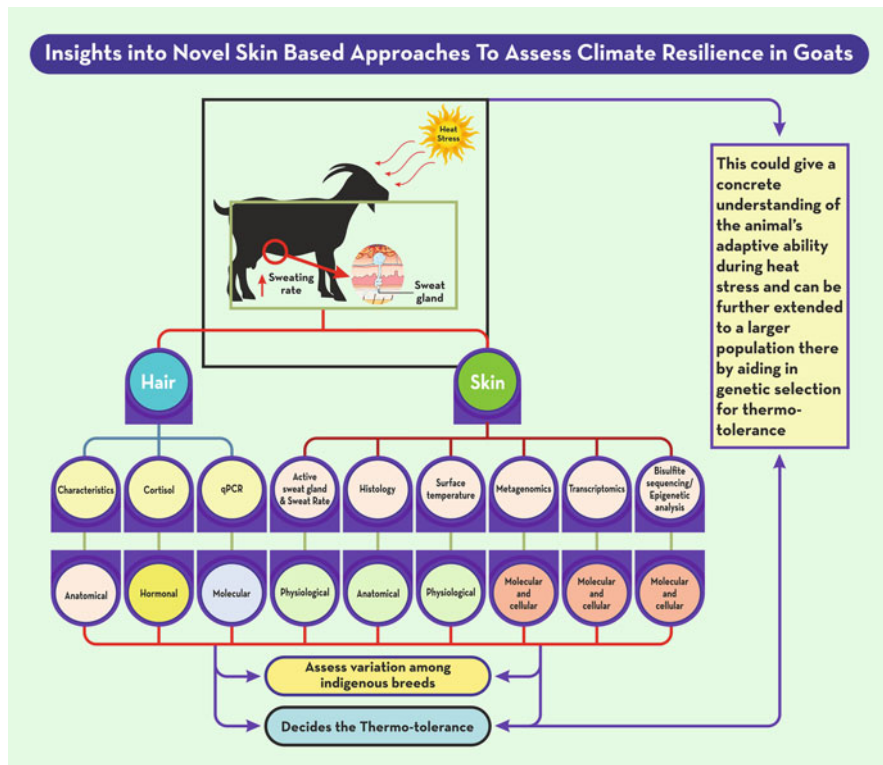 Insights into Novel Skin Based Approaches To Assess Climate Resilience in Goats
Heat
Stress
Sweating
rate
Sweat
gland
This could give a
concrete
understanding of
the animal's
adaptive ability
during heat
stress and can be
further extended
to a larger
population there
by aiding in
genetic selection
for thermo-
tolerance
Hair
Skin
Characteristics
Cortisol
qPCR
Active
sweat gland
& Sweat Rate
Histology
Surface
temperature
Metagenomics
Transcriptomics
Bisulfite
sequencing/
Epigenetic
analysis
Anatomical
Hormonal
Molecular
Physiological
Anatomical
Physiological
Molecular
and
cellular
Molecular
and
cellular
Molecular
and
cellular
Assess variation among
indigenous breeds
Decides the Thermo-tolerance